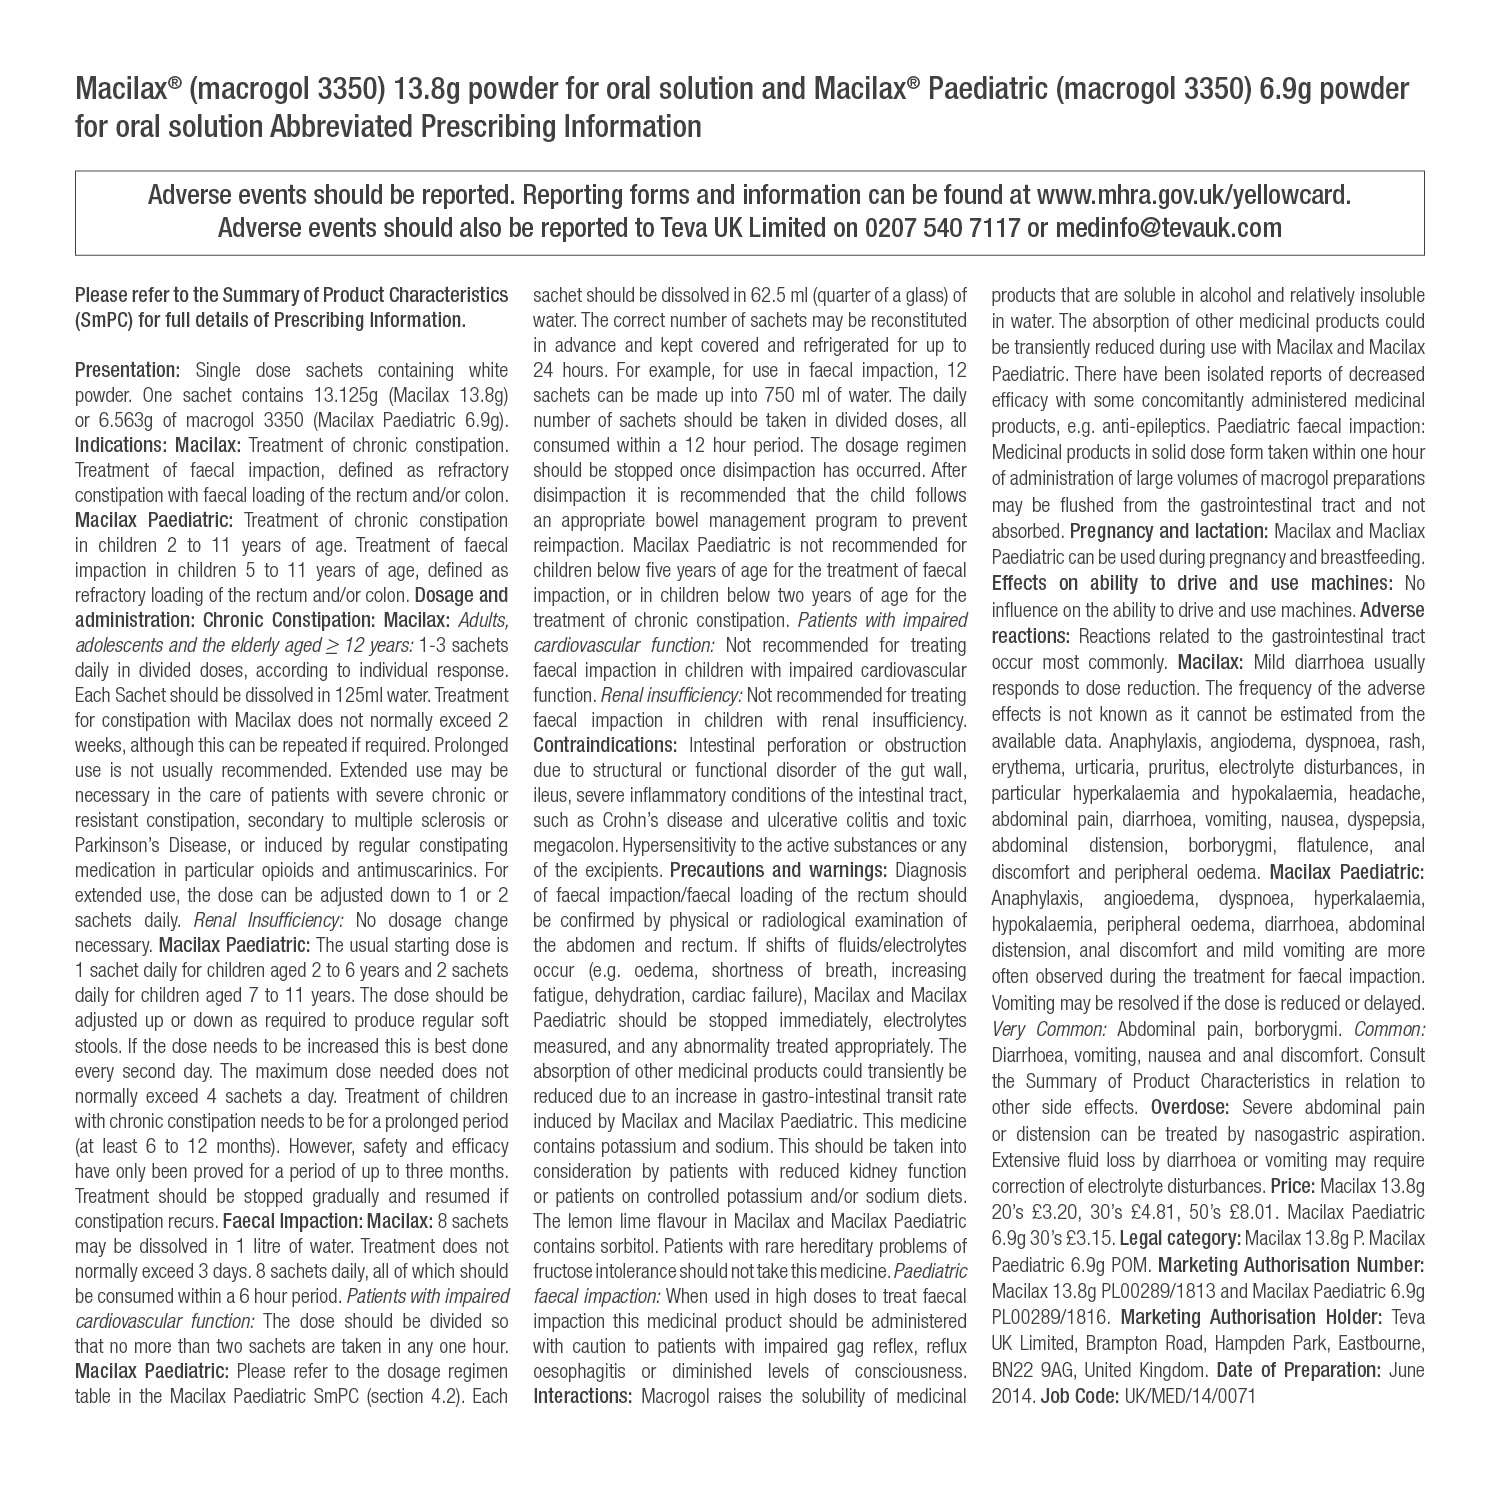 Macilax® (macrogol 3350) 13.8g powder for oral solution and Macilax® Paediatric (macrogol 3350) 6.9g powder
for oral solution Abbreviated Prescribing Information
Adverse events should be reported. Reporting forms and information can be found at www.mhra.gov.uk/yellowcard.
Adverse events should also be reported to Teva UK Limited on 0207 540 7117 or medinfo@tevauk.com
Please refer to the Summary of Product Characteristics
(SmPC) for full details of Prescribing Information.
Presentation: Single dose sachets containing white
powder. One sachet contains 13.125g (Macilax 13.8g)
or 6.563g of macrogol 3350 (Macilax Paediatric 6.9g).
Indications: Macilax: Treatment of chronic constipation.
Treatment of faecal impaction, defined as refractory
constipation with faecal loading of the rectum and/or colon.
Macilax Paediatric: Treatment of chronic constipation
in children 2 to 11 years of age. Treatment of faecal
impaction in children 5 to 11 years of age, defined as
refractory loading of the rectum and/or colon. Dosage and
administration: Chronic Constipation: Macilax: Adults,
adolescents and the elderly aged ≥ 12 years: 1-3 sachets
daily in divided doses, according to individual response.
Each Sachet should be dissolved in 125ml water. Treatment
for constipation with Macilax does not normally exceed 2
weeks, although this can be repeated if required. Prolonged
use is not usually recommended. Extended use may be
necessary in the care of patients with severe chronic or
resistant constipation, secondary to multiple sclerosis or
Parkinson's Disease, or induced by regular constipating
medication in particular opioids and antimuscarinics. For
extended use, the dose can be adjusted down to 1 or 2
sachets daily. Renal Insufficiency: No dosage change
necessary. Macilax Paediatric: The usual starting dose is
1 sachet daily for children aged 2 to 6 years and 2 sachets
daily for children aged 7 to 11 years. The dose should be
adjusted up or down as required to produce regular soft
stools. If the dose needs to be increased this is best done
every second day. The maximum dose needed does not
normally exceed 4 sachets a day. Treatment of children
with chronic constipation needs to be for a prolonged period
(at least 6 to 12 months). However, safety and efficacy
have only been proved for a period of up to three months.
Treatment should be stopped gradually and resumed if
constipation recurs. Faecal Impaction: Macilax: 8 sachets
may be dissolved in 1 litre of water. Treatment does not
normally exceed 3 days. 8 sachets daily, all of which should
be consumed within a 6 hour period. Patients with impaired
cardiovascular function: The dose should be divided so
that no more than two sachets are taken in any one hour.
Macilax Paediatric: Please refer to the dosage regimen
table in the Macilax Paediatric SmPC (section 4.2). Each
sachet should be dissolved in 62.5 ml (quarter of a glass) of
water. The correct number of sachets may be reconstituted
in advance and kept covered and refrigerated for up to
24 hours. For example, for use in faecal impaction, 12
sachets can be made up into 750 ml of water. The daily
number of sachets should be taken in divided doses, all
consumed within a 12 hour period. The dosage regimen
should be stopped once disimpaction has occurred. After
disimpaction it is recommended that the child follows
an appropriate bowel management program to prevent
reimpaction. Macilax Paediatric is not recommended for
children below five years of age for the treatment of faecal
impaction, or in children below two years of age for the
treatment of chronic constipation. Patients with impaired
cardiovascular function: Not recommended for treating
faecal impaction in children with impaired cardiovascular
function. Renal insufficiency: Not recommended for treating
faecal impaction in children with renal insufficiency.
Contraindications: Intestinal perforation or obstruction
due to structural or functional disorder of the gut wall,
ileus, severe inflammatory conditions of the intestinal tract,
such as Crohn's disease and ulcerative colitis and toxic
megacolon. Hypersensitivity to the active substances or any
of the excipients. Precautions and warnings: Diagnosis
of faecal impaction/faecal loading of the rectum should
be confirmed by physical or radiological examination of
the abdomen and rectum. If shifts of fluids/electrolytes
occur (e.g. oedema, shortness of breath, increasing
fatigue, dehydration, cardiac failure), Macilax and Macilax
Paediatric should be stopped immediately, electrolytes
measured, and any abnormality treated appropriately. The
absorption of other medicinal products could transiently be
reduced due to an increase in gastro-intestinal transit rate
induced by Macilax and Macilax Paediatric. This medicine
contains potassium and sodium. This should be taken into
consideration by patients with reduced kidney function
or patients on controlled potassium and/or sodium diets.
The lemon lime flavour in Macilax and Macilax Paediatric
contains sorbitol. Patients with rare hereditary problems of
fructose intolerance should not take this medicine. Paediatric
faecal impaction: When used in high doses to treat faecal
impaction this medicinal product should be administered
with caution to patients with impaired gag reflex, reflux
oesophagitis or diminished levels of consciousness.
Interactions: Macrogol raises the solubility of medicinal
products that are soluble in alcohol and relatively insoluble
in water. The absorption of other medicinal products could
be transiently reduced during use with Macilax and Macilax
Paediatric. There have been isolated reports of decreased
efficacy with some concomitantly administered medicinal
products, e.g. anti-epileptics. Paediatric faecal impaction:
Medicinal products in solid dose form taken within one hour
of administration of large volumes of macrogol preparations
may be flushed from the gastrointestinal tract and not
absorbed. Pregnancy and lactation: Macilax and Macliax
Paediatric can be used during pregnancy and breastfeeding.
Effects on ability to drive and use machines: No
influence on the ability to drive and use machines. Adverse
reactions: Reactions related to the gastrointestinal tract
occur most commonly. Macilax: Mild diarrhoea usually
responds to dose reduction. The frequency of the adverse
effects is not known as it cannot be estimated from the
available data. Anaphylaxis, angiodema, dyspnoea, rash,
erythema, urticaria, pruritus, electrolyte disturbances, in
particular hyperkalaemia and hypokalaemia, headache,
abdominal pain, diarrhoea, vomiting, nausea, dyspepsia,
abdominal distension, borborygmi, flatulence, anal
discomfort and peripheral oedema. Macilax Paediatric:
Anaphylaxis, angioedema, dyspnoea, hyperkalaemia,
hypokalaemia, peripheral oedema, diarrhoea, abdominal
distension, anal discomfort and mild vomiting are more
often observed during the treatment for faecal impaction.
Vomiting may be resolved if the dose is reduced or delayed.
Very Common: Abdominal pain, borborygmi. Common:
Diarrhoea, vomiting, nausea and anal discomfort. Consult
the Summary of Product Characteristics in relation to
other side effects. Overdose: Severe abdominal pain
or distension can be treated by nasogastric aspiration.
Extensive fluid loss by diarrhoea or vomiting may require
correction of electrolyte disturbances. Price: Macilax 13.8g
20's £3.20, 30's £4.81, 50's £8.01. Macilax Paediatric
6.9g 30's £3.15. Legal category: Macilax 13.8g P. Macilax
Paediatric 6.9g POM. Marketing Authorisation Number:
Macilax 13.8g PL00289/1813 and Macilax Paediatric 6.9g
PL00289/1816. Marketing Authorisation Holder: Teva
UK Limited, Brampton Road, Hampden Park, Eastbourne,
BN22 9AG, United Kingdom. Date of Preparation: June
2014. Job Code: UK/MED/14/0071